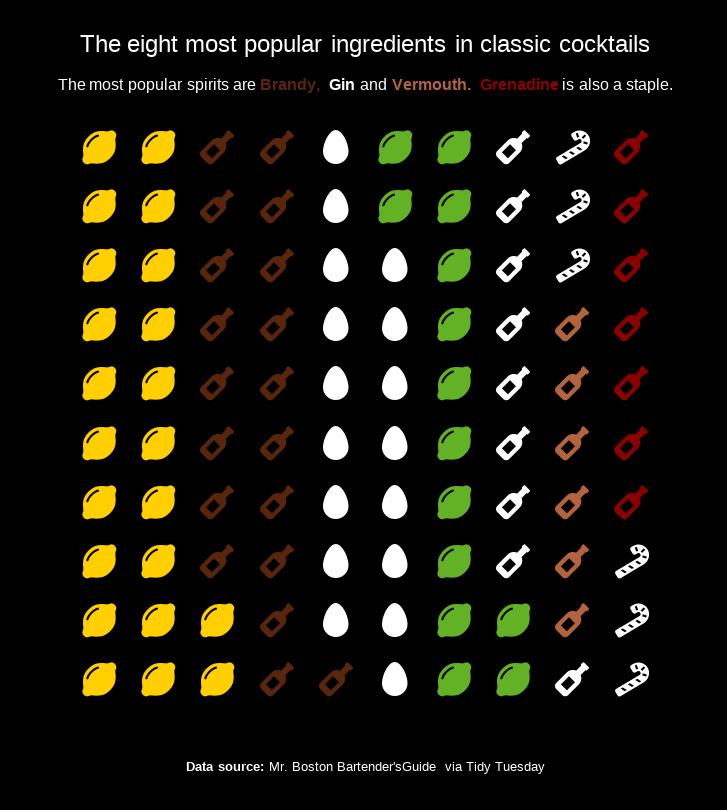 The eight most popular ingredients in classic cocktails
The most popular spirits are Brandy, Gin and Vermouth. Grenadine is also a staple.
Data source: Mr. Boston Bartender'sGuide via Tidy Tuesday